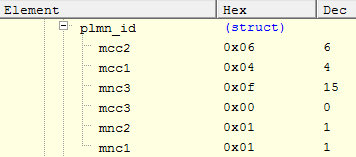 Element Hex Dec
plmn_id (struct)
mcc2 0x06 6
mcc1 0x04 4
mnc3 0x0f 15
mcc3 0x00 0
mnc2 0x01 1
mnc1 0x01 1